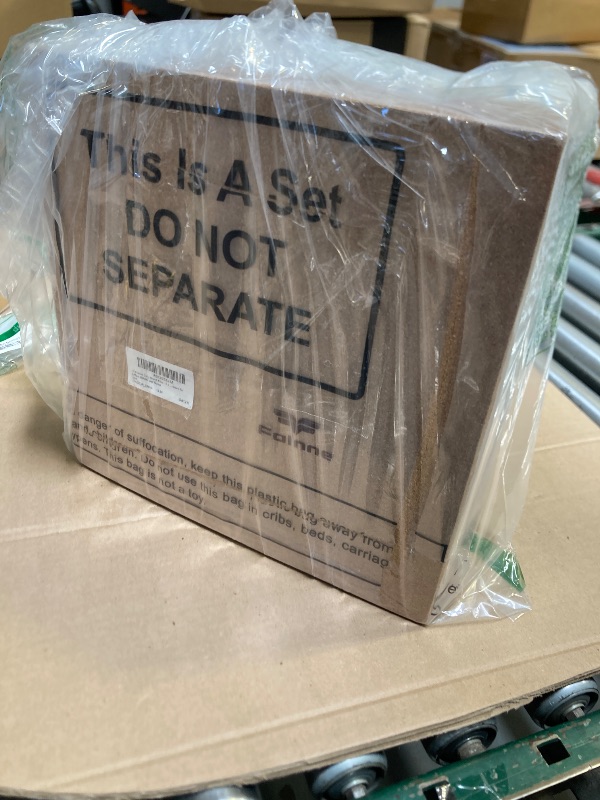 This Is A Set
DO NOT
SEPARATE
Fainne
danger of suffocation, keep this plastic bag away from
and children. Do not use this bag in cribs, beds, carriag
pens. This bag is not a toy.